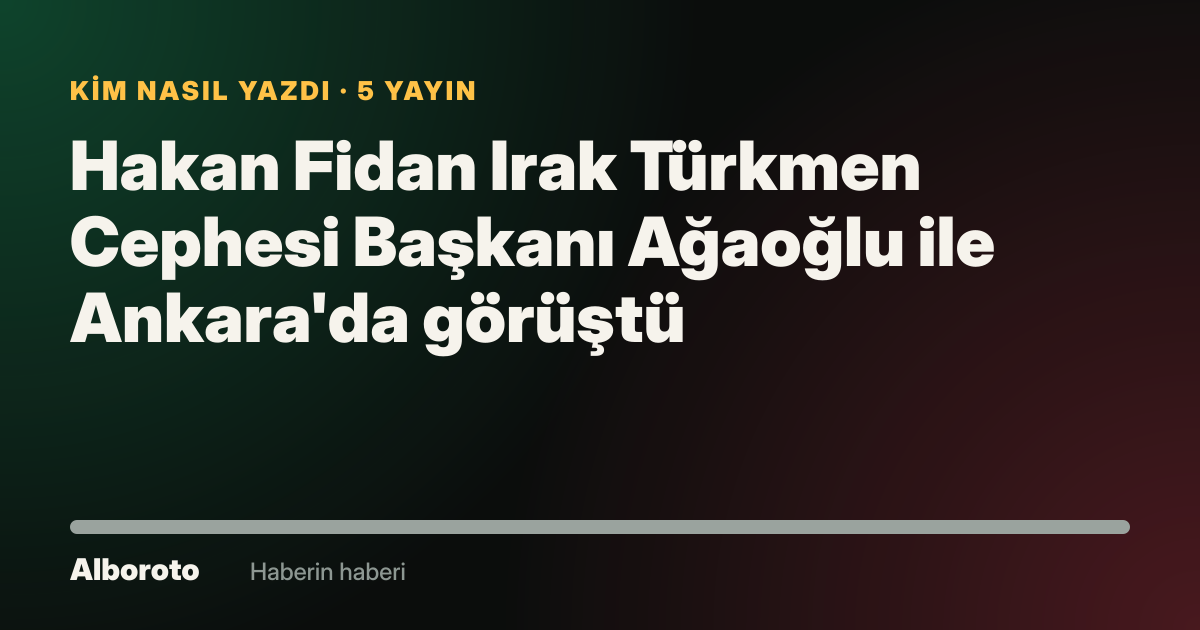 KİM NASIL YAZDI · 5 YAYIN
Hakan Fidan Irak Türkmen
Cephesi Başkanı Ağaoğlu ile
Ankara'da görüştü
Alboroto
Haberin haberi